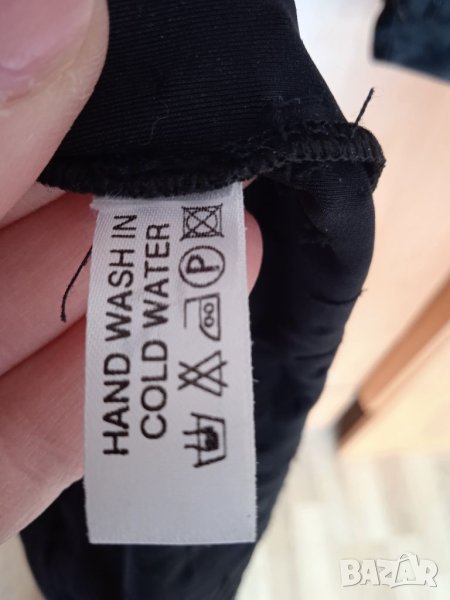 HAND WASH IN
COLD WATER
P
BAZAR